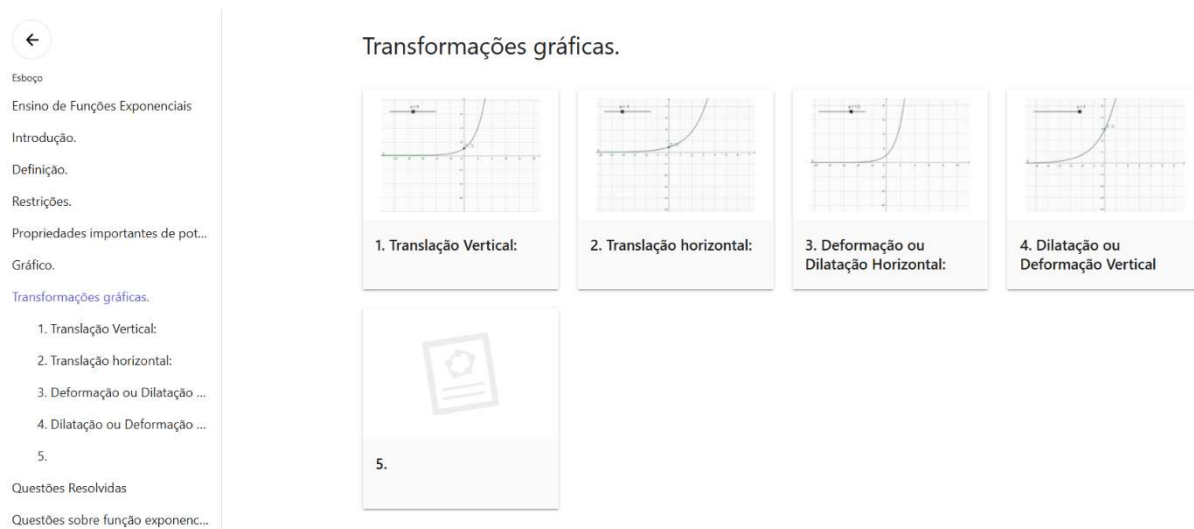 Esboço
Ensino de Funções Exponenciais
Introdução.
Definição.
Restrições.
Propriedades importantes de pot...
Gráfico.
Transformações gráficas.
1. Translação Vertical:
2. Translação horizontal:
3. Deformação ou Dilatação ...
4. Dilatação ou Deformação ...
5.
Questões Resolvidas
Questões sobre função exponenc...
Transformações gráficas.
1. Translação Vertical:
2. Translação horizontal:
3. Deformação ou
Dilatação Horizontal:
4. Dilatação ou
Deformação Vertical
5.